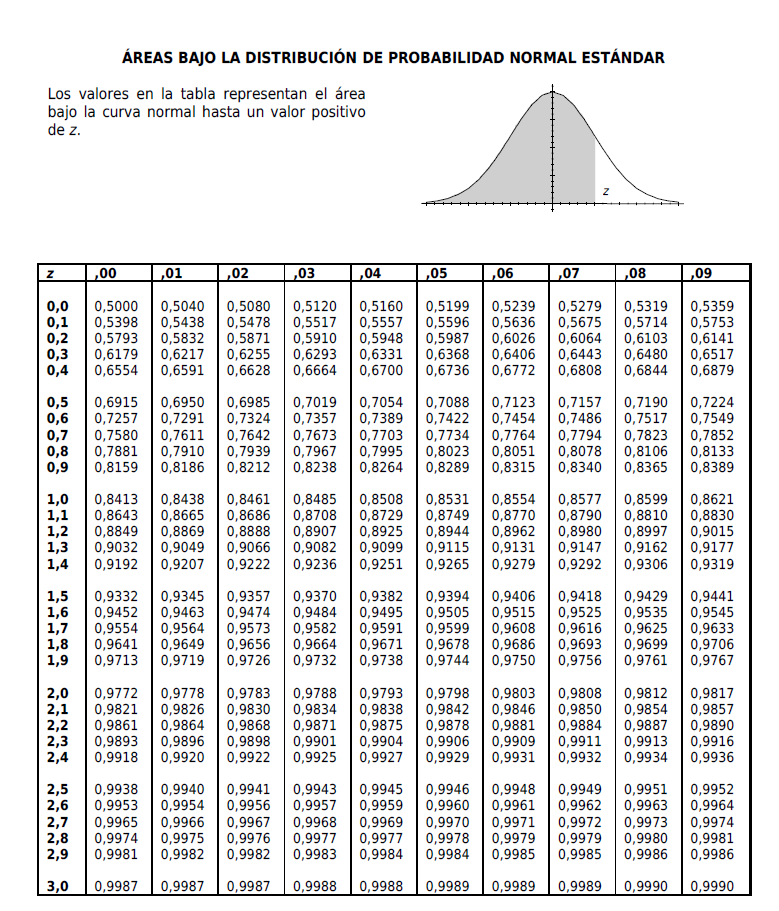 ÁREAS BAJO LA DISTRIBUCIÓN DE PROBABILIDAD NORMAL ESTÁNDAR
Los valores en la tabla representan el área
bajo la curva normal hasta un valor positivo
de z.
z
z ,00 ,01 ,02 ,03 ,04 ,05 ,06 ,07 ,08 ,09
0,0 0,5000 0,5040 0,5080 0,5120 0,5160 0,5199 0,5239 0,5279 0,5319 0,5359
0,1 0,5398 0,5438 0,5478 0,5517 0,5557 0,5596 0,5636 0,5675 0,5714 0,5753
0,2 0,5793 0,5832 0,5871 0,5910 0,5948 0,5987 0,6026 0,6064 0,6103 0,6141
0,3 0,6179 0,6217 0,6255 0,6293 0,6331 0,6368 0,6406 0,6443 0,6480 0,6517
0,4 0,6554 0,6591 0,6628 0,6664 0,6700 0,6736 0,6772 0,6808 0,6844 0,6879
0,5 0,6915 0,6950 0,6985 0,7019 0,7054 0,7088 0,7123 0,7157 0,7190 0,7224
0,6 0,7257 0,7291 0,7324 0,7357 0,7389 0,7422 0,7454 0,7486 0,7517 0,7549
0,7 0,7580 0,7611 0,7642 0,7673 0,7703 0,7734 0,7764 0,7794 0,7823 0,7852
0,8 0,7881 0,7910 0,7939 0,7967 0,7995 0,8023 0,8051 0,8078 0,8106 0,8133
0,9 0,8159 0,8186 0,8212 0,8238 0,8264 0,8289 0,8315 0,8340 0,8365 0,8389
1,0 0,8413 0,8438 0,8461 0,8485 0,8508 0,8531 0,8554 0,8577 0,8599 0,8621
1,1 0,8643 0,8665 0,8686 0,8708 0,8729 0,8749 0,8770 0,8790 0,8810 0,8830
1,2 0,8849 0,8869 0,8888 0,8907 0,8925 0,8944 0,8962 0,8980 0,8997 0,9015
1,3 0,9032 0,9049 0,9066 0,9082 0,9099 0,9115 0,9131 0,9147 0,9162 0,9177
1,4 0,9192 0,9207 0,9222 0,9236 0,9251 0,9265 0,9279 0,9292 0,9306 0,9319
1,5 0,9332 0,9345 0,9357 0,9370 0,9382 0,9394 0,9406 0,9418 0,9429 0,9441
1,6 0,9452 0,9463 0,9474 0,9484 0,9495 0,9505 0,9515 0,9525 0,9535 0,9545
1,7 0,9554 0,9564 0,9573 0,9582 0,9591 0,9599 0,9608 0,9616 0,9625 0,9633
1,8 0,9641 0,9649 0,9656 0,9664 0,9671 0,9678 0,9686 0,9693 0,9699 0,9706
1,9 0,9713 0,9719 0,9726 0,9732 0,9738 0,9744 0,9750 0,9756 0,9761 0,9767
2,0 0,9772 0,9778 0,9783 0,9788 0,9793 0,9798 0,9803 0,9808 0,9812 0,9817
2,1 0,9821 0,9826 0,9830 0,9834 0,9838 0,9842 0,9846 0,9850 0,9854 0,9857
2,2 0,9861 0,9864 0,9868 0,9871 0,9875 0,9878 0,9881 0,9884 0,9887 0,9890
2,3 0,9893 0,9896 0,9898 0,9901 0,9904 0,9906 0,9909 0,9911 0,9913 0,9916
2,4 0,9918 0,9920 0,9922 0,9925 0,9927 0,9929 0,9931 0,9932 0,9934 0,9936
2,5 0,9938 0,9940 0,9941 0,9943 0,9945 0,9946 0,9948 0,9949 0,9951 0,9952
2,6 0,9953 0,9954 0,9956 0,9957 0,9959 0,9960 0,9961 0,9962 0,9963 0,9964
2,7 0,9965 0,9966 0,9967 0,9968 0,9969 0,9970 0,9971 0,9972 0,9973 0,9974
2,8 0,9974 0,9975 0,9976 0,9977 0,9977 0,9978 0,9979 0,9979 0,9980 0,9981
2,9 0,9981 0,9982 0,9982 0,9983 0,9984 0,9984 0,9985 0,9985 0,9986 0,9986
3,0 0,9987 0,9987 0,9987 0,9988 0,9988 0,9989 0,9989 0,9989 0,9990 0,9990